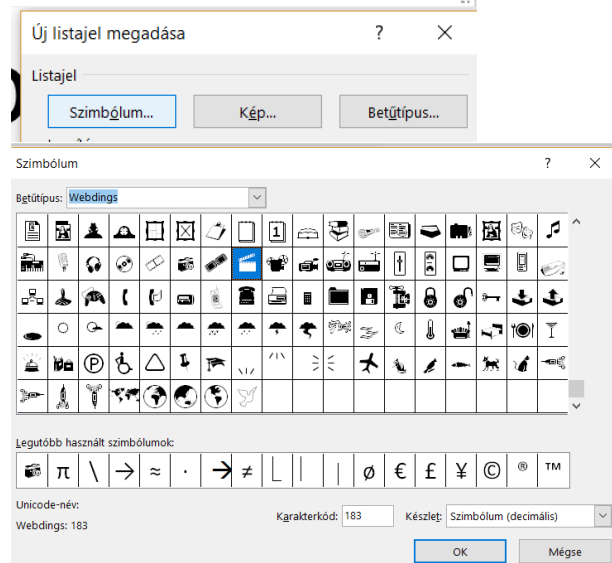 Új listajel megadása ? ×
Listajel
Szimbólum... Kép... Betűtípus...
Szimbólum ? ×
Betűtípus: Webdings
Legutóbb használt szimbólumok:
π \ → ≈ · → ≠ ∟ | | ø € £ ¥ © ® ™
Unicode-név:
Webdings: 183
Karakterkód: 183 Készlet: Szimbólum (decimális)
OK Mégse